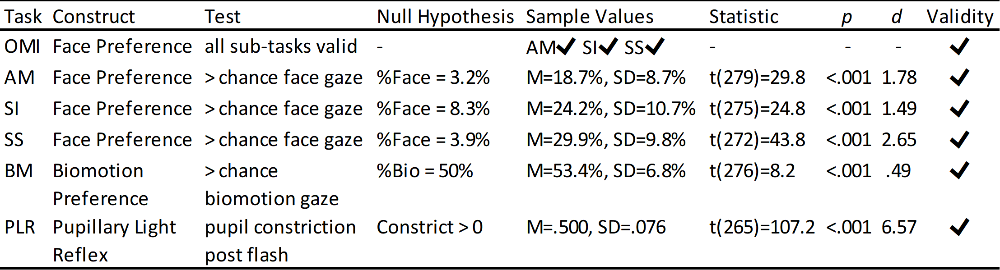 Task Construct Test Null Hypothesis Sample Values Statistic p d Validity
OMI Face Preference all sub-tasks valid - AM✔ SI✔ SS✔ - - - ✔
AM Face Preference > chance face gaze %Face = 3.2% M=18.7%, SD=8.7% t(279)=29.8 <.001 1.78 ✔
SI Face Preference > chance face gaze %Face = 8.3% M=24.2%, SD=10.7% t(275)=24.8 <.001 1.49 ✔
SS Face Preference > chance face gaze %Face = 3.9% M=29.9%, SD=9.8% t(272)=43.8 <.001 2.65 ✔
BM Biomotion > chance %Bio = 50% M=53.4%, SD=6.8% t(276)=8.2 <.001 .49 ✔
Preference biomotion gaze
PLR Pupillary Light pupil constriction Constrict > 0 M=.500, SD=.076 t(265)=107.2 <.001 6.57 ✔
Reflex post flash